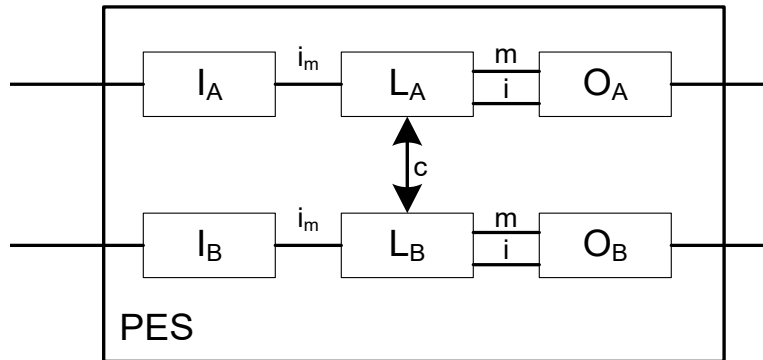 I_A i_m L_A m i O_A
c
I_B i_m L_B m i O_B
PES